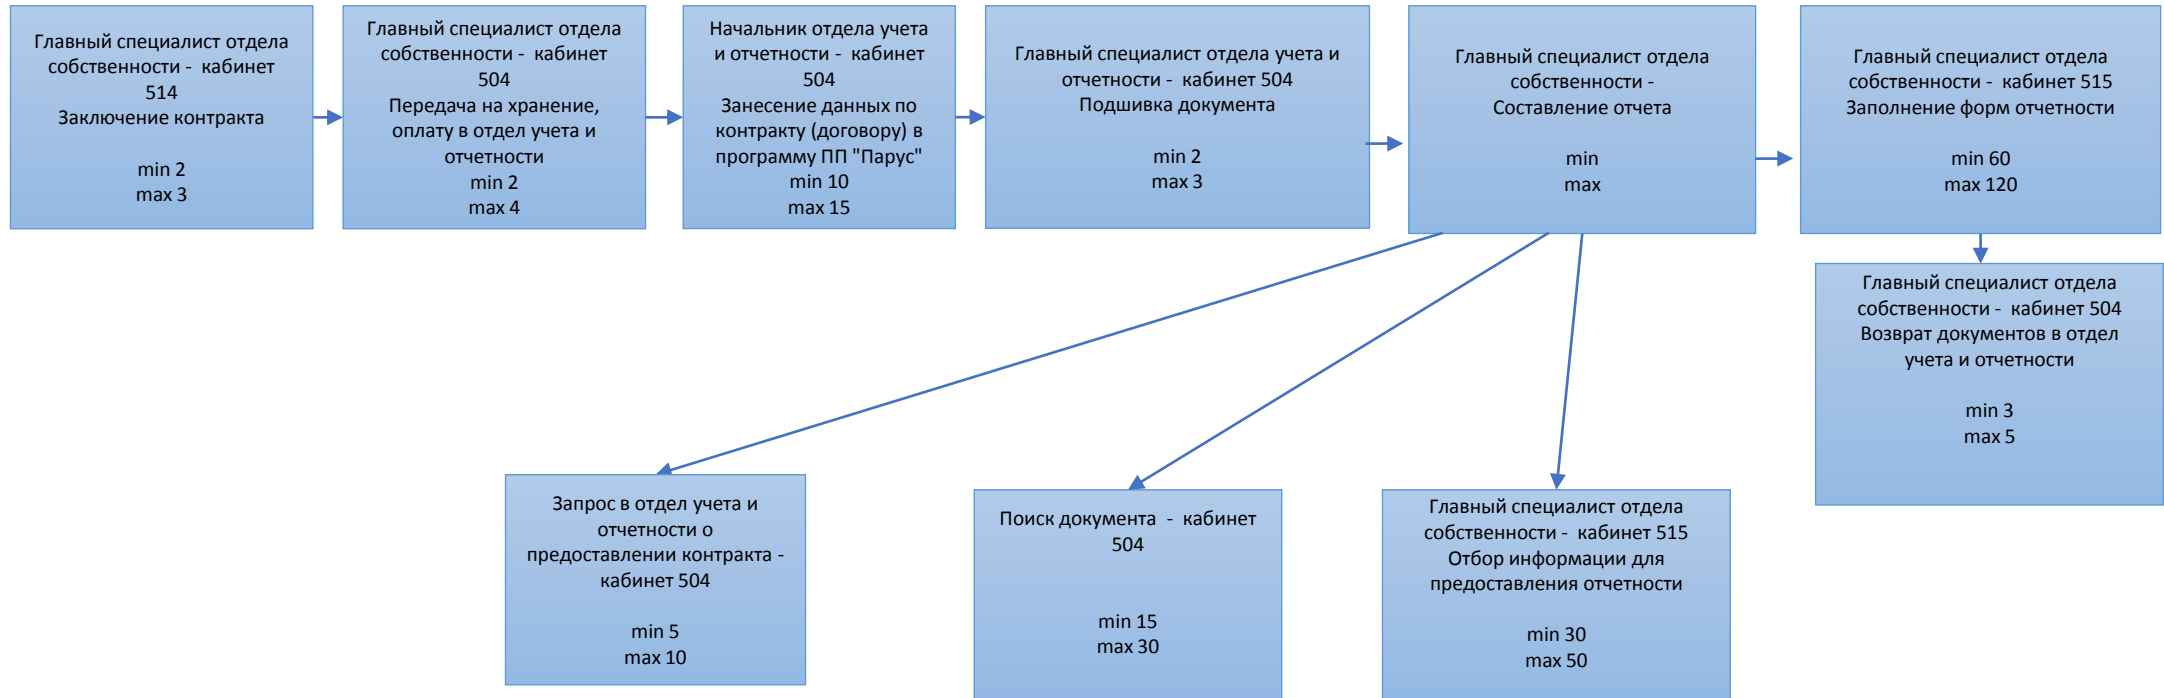 Главный специалист отдела
собственности - кабинет
514
Заключение контракта
min 2
max 3
Главный специалист отдела
собственности - кабинет
504
Передача на хранение,
оплату в отдел учета и
отчетности
min 2
max 4
Начальник отдела учета
и отчетности - кабинет
504
Занесение данных по
контракту (договору) в
программу ПП "Парус"
min 10
max 15
Главный специалист отдела учета и
отчетности - кабинет 504
Подшивка документа
min 2
max 3
Главный специалист отдела
собственности -
Составление отчета
min
max
Главный специалист отдела
собственности - кабинет 515
Заполнение форм отчетности
min 60
max 120
Главный специалист отдела
собственности - кабинет 504
Возврат документов в отдел
учета и отчетности
min 3
max 5
Запрос в отдел учета и
отчетности о
предоставлении контракта -
кабинет 504
min 5
max 10
Поиск документа - кабинет
504
min 15
max 30
Главный специалист отдела
собственности - кабинет 515
Отбор информации для
предоставления отчетности
min 30
max 50